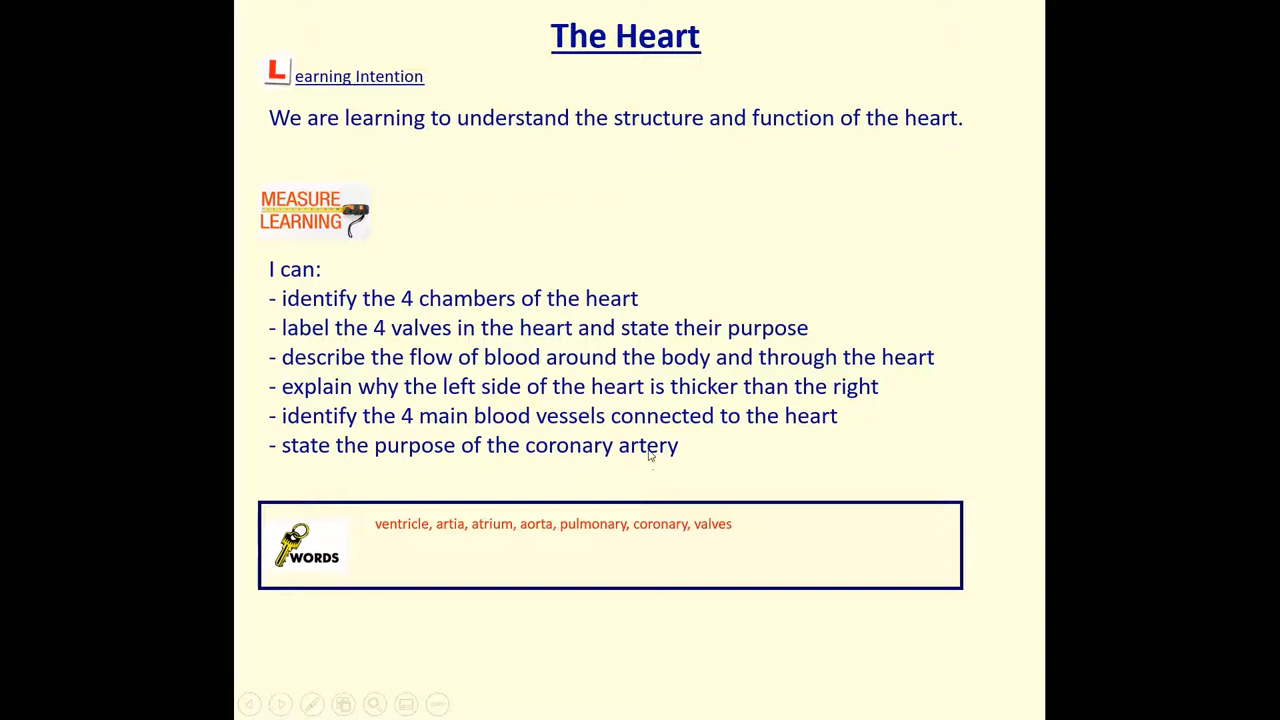 The Heart
Learning Intention
We are learning to understand the structure and function of the heart.
MEASURE
LEARNING
I can:
- identify the 4 chambers of the heart
- label the 4 valves in the heart and state their purpose
- describe the flow of blood around the body and through the heart
- explain why the left side of the heart is thicker than the right
- identify the 4 main blood vessels connected to the heart
- state the purpose of the coronary artery
ventricle, artia, atrium, aorta, pulmonary, coronary, valves
WORDS